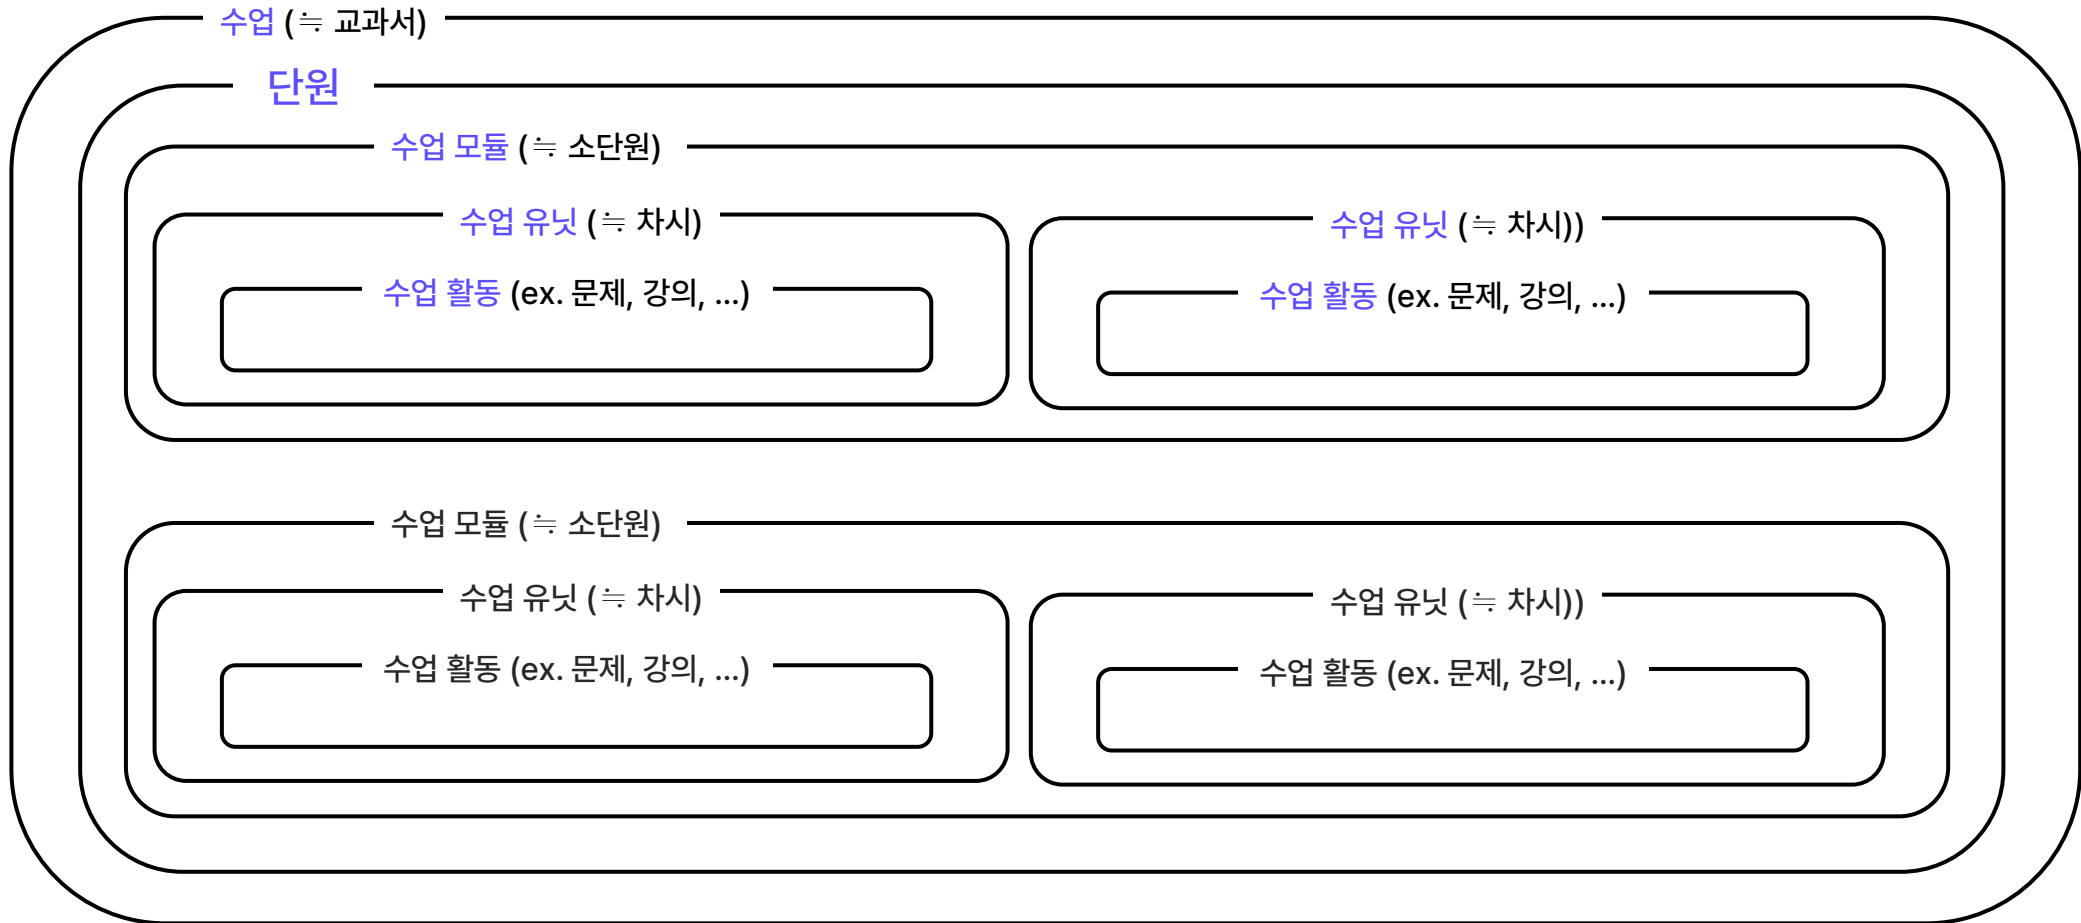 수업 (≒ 교과서)
단원
수업 모듈 (≒ 소단원)
수업 유닛 (≒ 차시)
수업 유닛 (≒ 차시))
수업 활동 (ex. 문제, 강의, ...)
수업 활동 (ex. 문제, 강의, ...)
수업 모듈 (≒ 소단원)
수업 유닛 (≒ 차시)
수업 유닛 (≒ 차시))
수업 활동 (ex. 문제, 강의, ...)
수업 활동 (ex. 문제, 강의, ...)